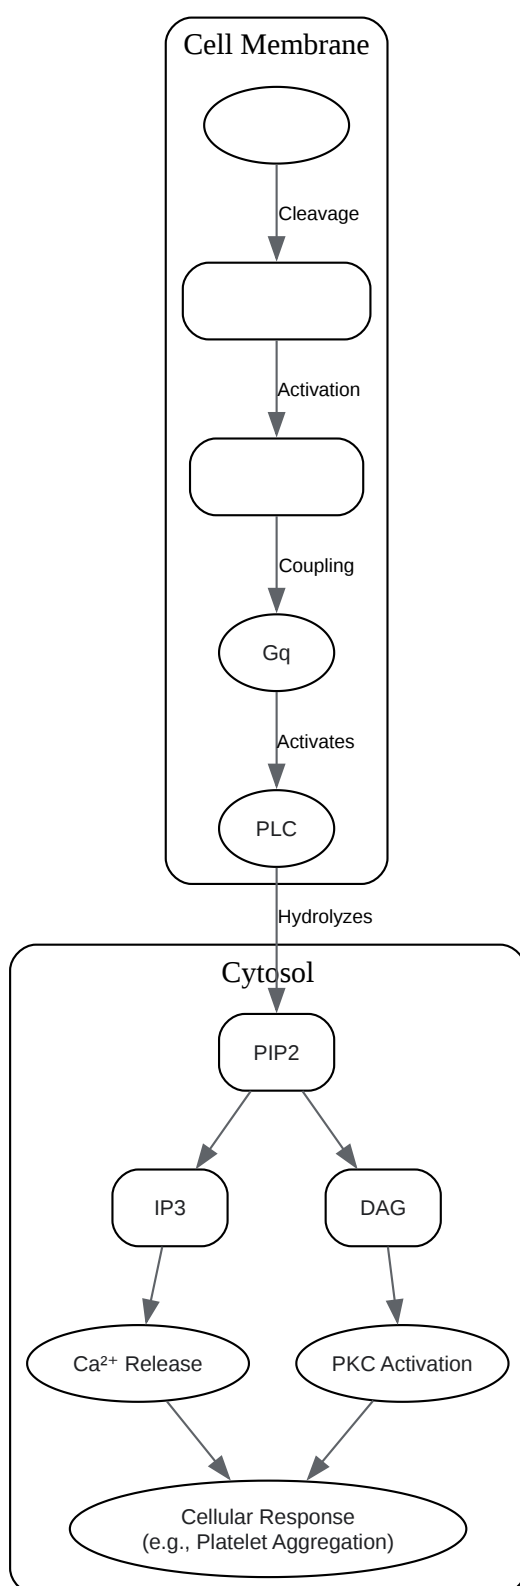 Cell Membrane
Cleavage
Activation
Coupling
Gq
Activates
PLC
Hydrolyzes
Cytosol
PIP2
IP3
DAG
Ca²⁺ Release
PKC Activation
Cellular Response
(e.g., Platelet Aggregation)